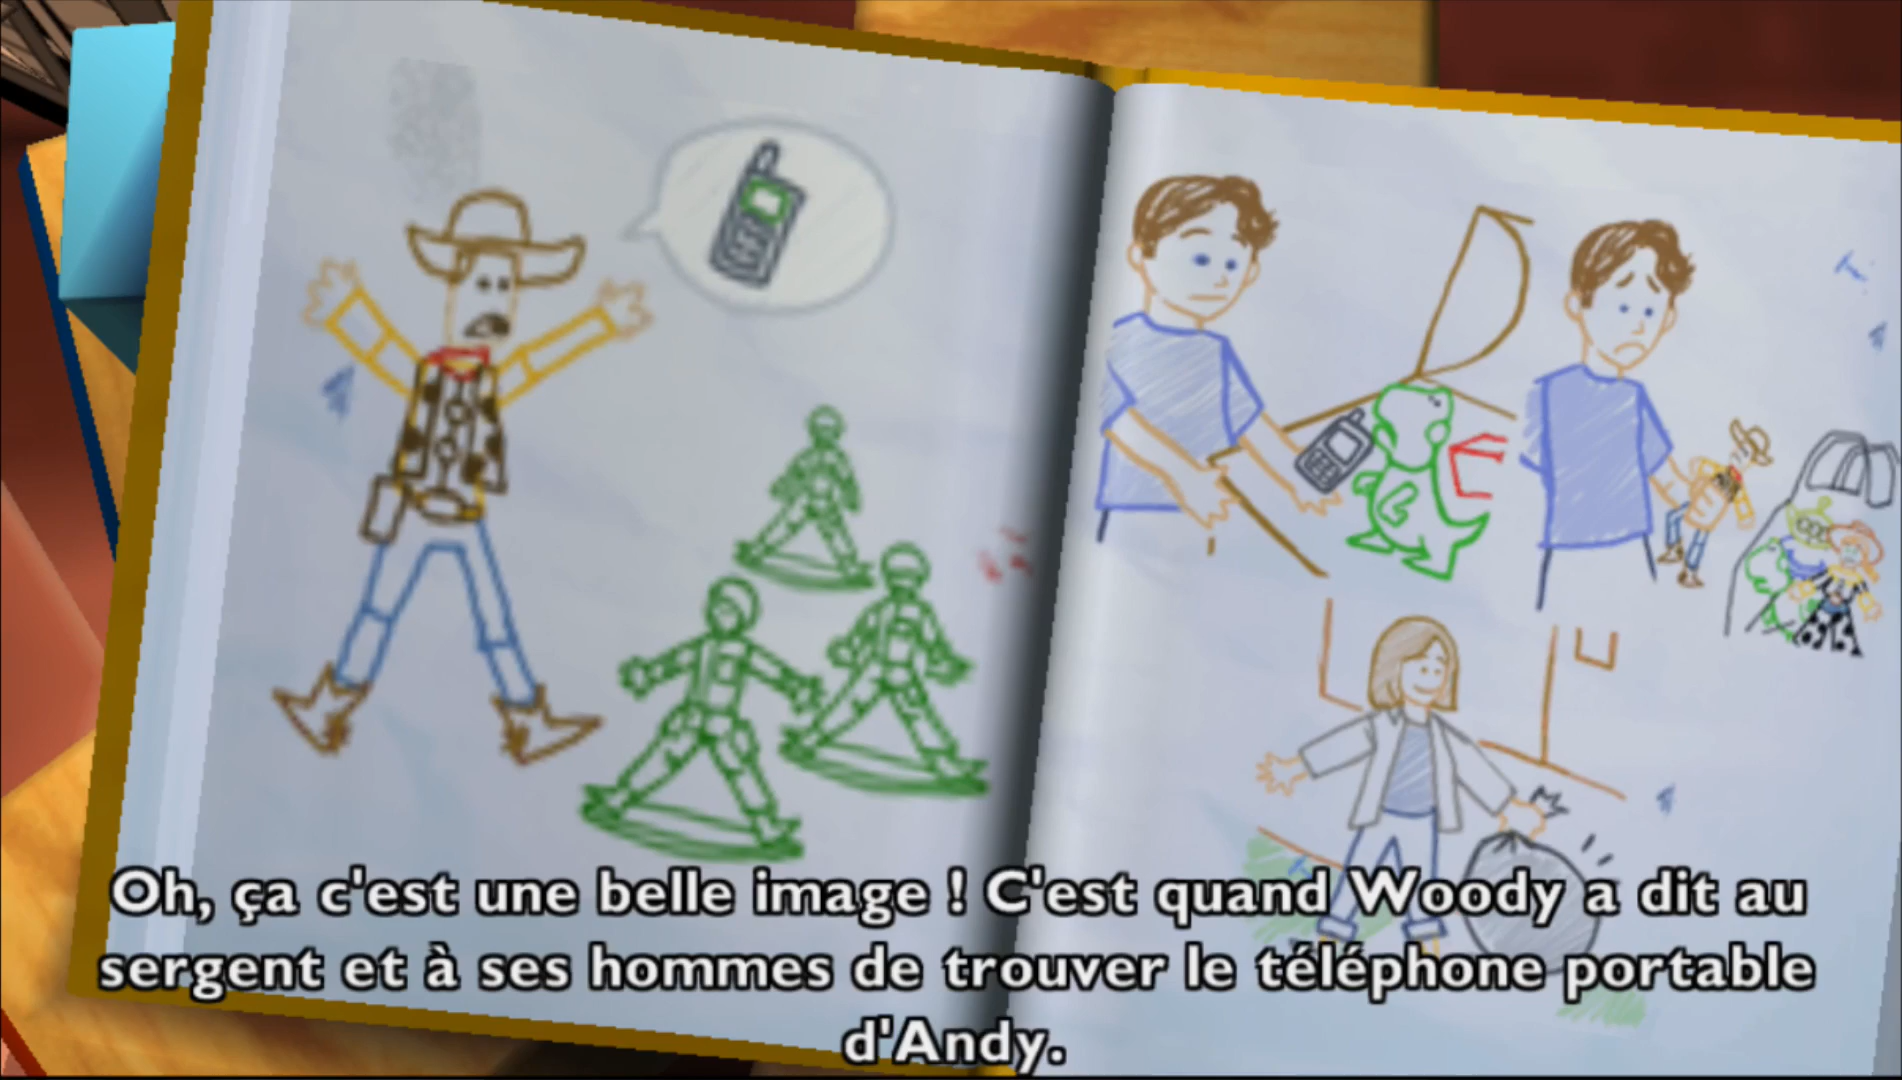 Oh, ça c'est une belle image ! C'est quand Woody a dit au
sergent et à ses hommes de trouver le téléphone portable
d'Andy.